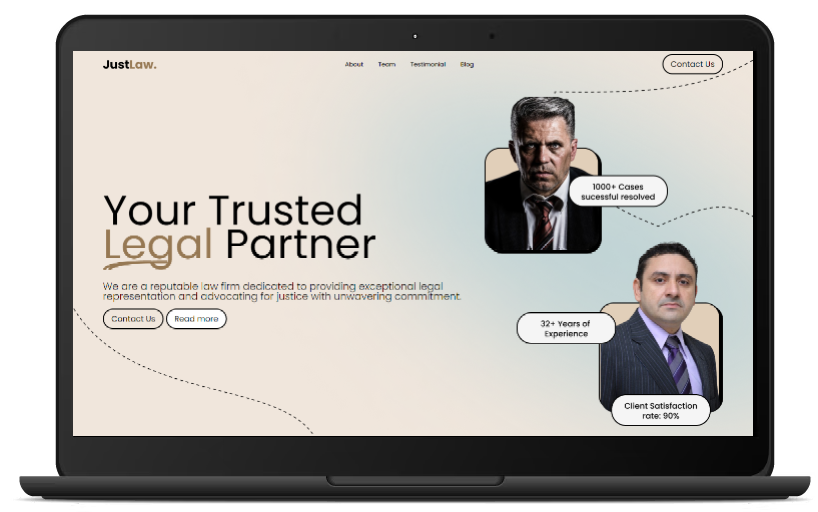 JustLaw.
About Team Testimonial Blog
Contact Us
1000+ Cases
sucessful resolved
Your Trusted
Legal Partner
We are a reputable law firm dedicated to providing exceptional legal
representation and advocating for justice with unwavering commitment.
Contact Us Read more
32+ Years of
Experience
Client Satisfaction
rate: 90%